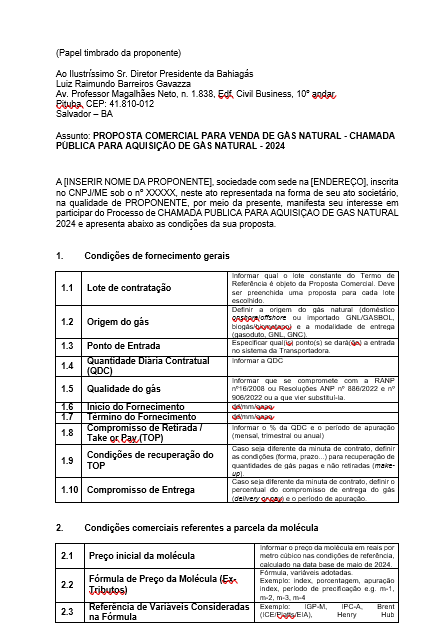 (Papel timbrado da proponente)
Ao Ilustríssimo Sr. Diretor Presidente da Bahiagás
Luiz Raimundo Barreiros Gavazza
Av. Professor Magalhães Neto, n. 1.838, Edf. Civil Business, 10º andar,
Pituba, CEP: 41.810-012
Salvador – BA
Assunto: PROPOSTA COMERCIAL PARA VENDA DE GÁS NATURAL - CHAMADA
PÚBLICA PARA AQUISIÇÃO DE GÁS NATURAL - 2024
A [INSERIR NOME DA PROPONENTE], sociedade com sede na [ENDEREÇO], inscrita
no CNPJ/ME sob o nº XXXXX, neste ato representada na forma de seu ato societário,
na qualidade de PROPONENTE, por meio da presente, manifesta seu interesse em
participar do Processo de CHAMADA PUBLICA PARA AQUISIÇAO DE GAS NATURAL
2024 e apresenta abaixo as condições da sua proposta.
1. Condições de fornecimento gerais
1.1 Lote de contratação
Informar qual o lote constante do Termo de
Referência é objeto da Proposta Comercial. Deve
ser preenchida uma proposta para cada lote
escolhido.
1.2 Origem do gás
Definir a origem do gás natural (doméstico
onshore/offshore ou importado GNL/GASBOL,
biogás/biometano) e a modalidade de entrega
(gasoduto, GNL, GNC).
1.3 Ponto de Entrada
Especificar qual(is) ponto(s) se dará(ão) a entrada
no sistema da Transportadora.
1.4 Quantidade Diária Contratual
(QDC)
Informar a QDC
1.5 Qualidade do gás
Informar que se compromete com a RANP
nº16/2008 ou Resoluções ANP nº 886/2022 e nº
906/2022 ou a que vier substituí-la.
1.6 Início do Fornecimento
dd/mm/aaaa
1.7 Término do Fornecimento
dd/mm/aaaa
1.8 Compromisso de Retirada /
Take or Pay (TOP)
Informar o % da QDC e o período de apuração
(mensal, trimestral ou anual)
1.9 Condições de recuperação do
TOP
Caso seja diferente da minuta de contrato, definir
as condições (forma, prazo...) para recuperação de
quantidades de gás pagas e não retiradas (make-
up).
1.10 Compromisso de Entrega
Caso seja diferente da minuta de contrato, definir o
percentual do compromisso de entrega do gás
(delivery or pay) e o período de apuração.
2. Condições comerciais referentes a parcela da molécula
2.1 Preço inicial da molécula
Informar o preço da molécula em reais por
metro cúbico nas condições de referência,
calculado na data base de maio de 2024.
2.2 Fórmula de Preço da Molécula (Ex-
Tributos)
Fórmula, variáveis adotadas.
Exemplo: index, porcentagem, apuração
index, período de precificação e.g. m-1,
m-2, m-3, m-4
2.3 Referência de Variáveis Consideradas
na Fórmula
Exemplo: IGP-M, IPC-A, Brent
(ICE/Platts/EIA), Henry Hub